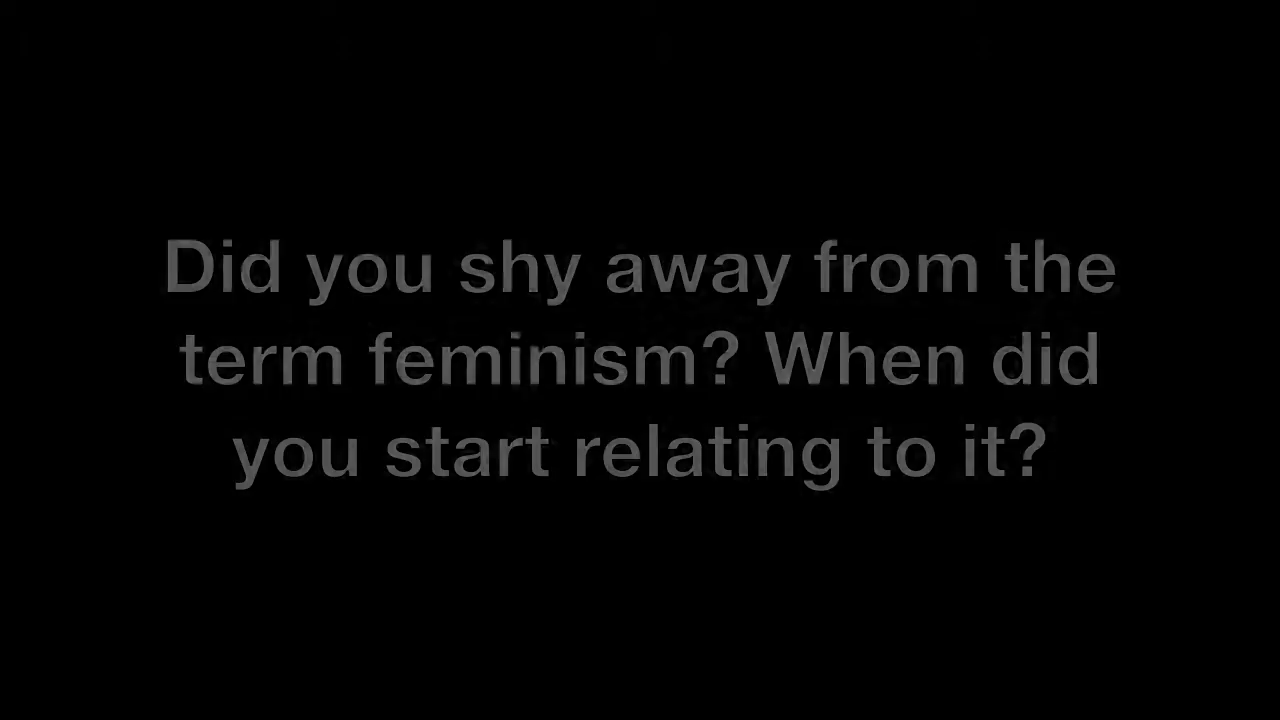 Did you shy away from the
term feminism? When did
you start relating to it?